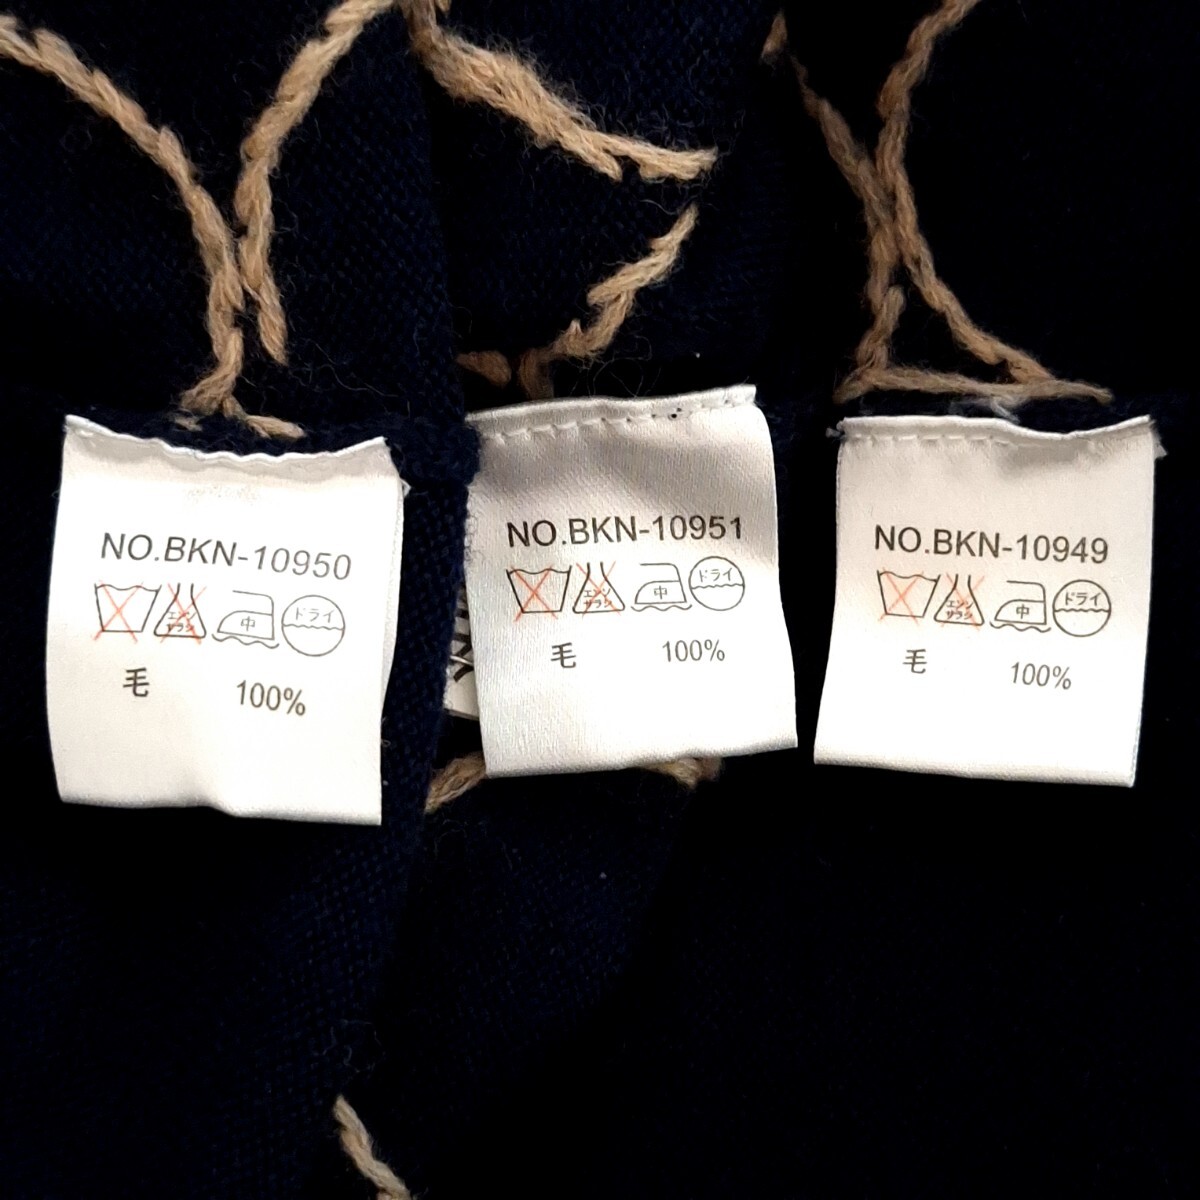 NO.BKN-10950
エンソ
サラシ
中
ドライ
毛 100%
NO.BKN-10951
エンソ
サラシ
中
ドライ
毛 100%
NO.BKN-10949
エンソ
サラシ
中
ドライ
毛 100%